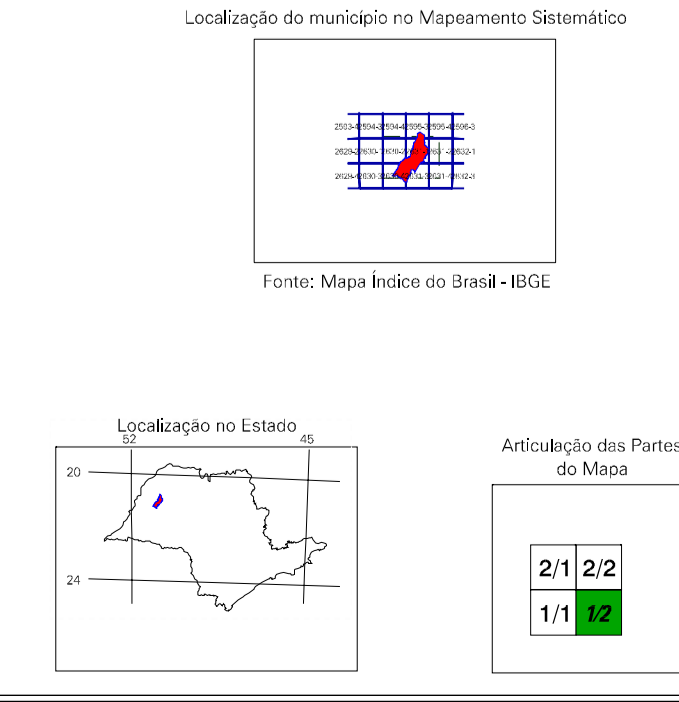 Localização do município no Mapeamento Sistemático
Fonte: Mapa Índice do Brasil - IBGE
Localização no Estado
52 45
20
24
Articulação das Partes
do Mapa
2/1 2/2
1/1 1/2